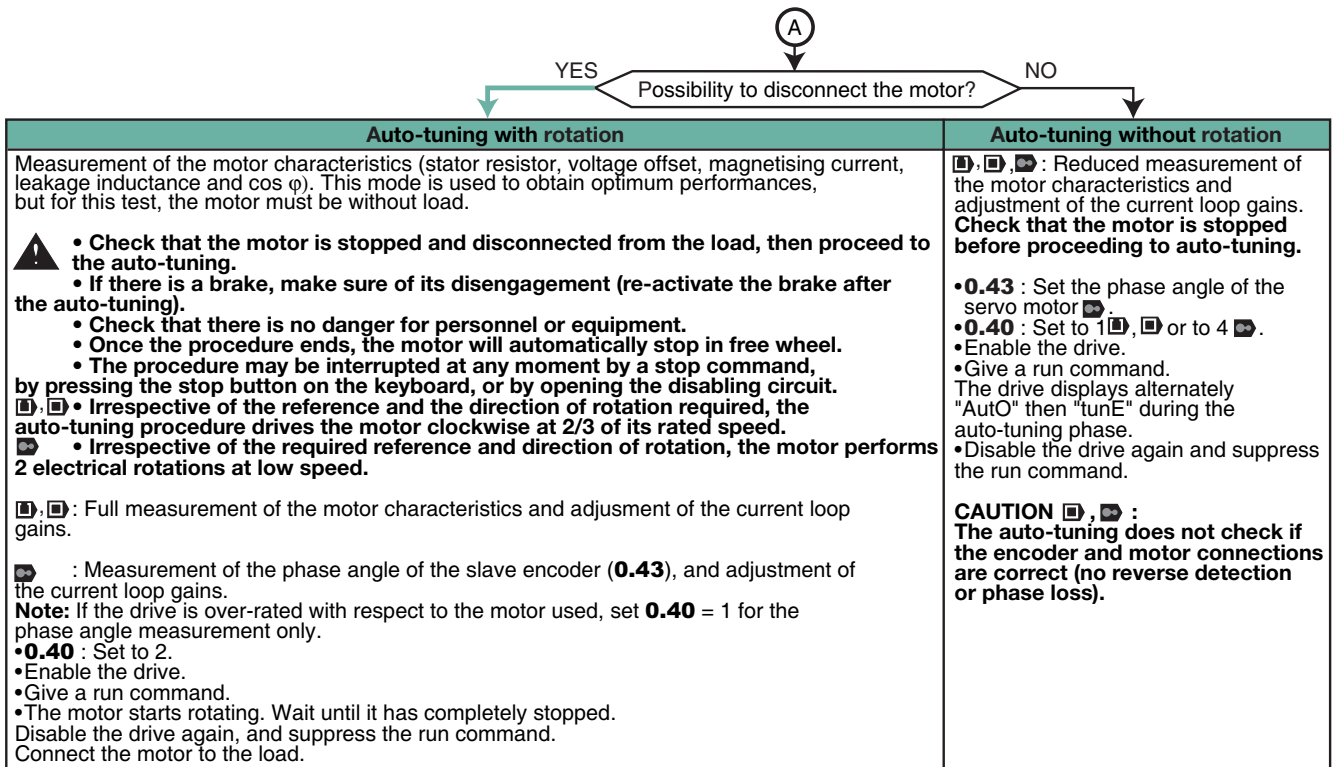 A
YES
Possibility to disconnect the motor?
NO
Auto-tuning with rotation
Measurement of the motor characteristics (stator resistor, voltage offset, magnetising current,
leakage inductance and cos φ). This mode is used to obtain optimum performances,
but for this test, the motor must be without load.
! • Check that the motor is stopped and disconnected from the load, then proceed to
the auto-tuning.
• If there is a brake, make sure of its disengagement (re-activate the brake after
the auto-tuning).
• Check that there is no danger for personnel or equipment.
• Once the procedure ends, the motor will automatically stop in free wheel.
• The procedure may be interrupted at any moment by a stop command,
by pressing the stop button on the keyboard, or by opening the disabling circuit.
, • Irrespective of the reference and the direction of rotation required, the
auto-tuning procedure drives the motor clockwise at 2/3 of its rated speed.
• Irrespective of the required reference and direction of rotation, the motor performs
2 electrical rotations at low speed.
, : Full measurement of the motor characteristics and adjusment of the current loop
gains.
: Measurement of the phase angle of the slave encoder (0.43), and adjustment of
the current loop gains.
Note: If the drive is over-rated with respect to the motor used, set 0.40 = 1 for the
phase angle measurement only.
•0.40 : Set to 2.
•Enable the drive.
•Give a run command.
•The motor starts rotating. Wait until it has completely stopped.
Disable the drive again, and suppress the run command.
Connect the motor to the load.
Auto-tuning without rotation
, , : Reduced measurement of
the motor characteristics and
adjustment of the current loop gains.
Check that the motor is stopped
before proceeding to auto-tuning.
•0.43 : Set the phase angle of the
servo motor .
•0.40 : Set to 1 , or to 4 .
•Enable the drive.
•Give a run command.
The drive displays alternately
"AutO" then "tunE" during the
auto-tuning phase.
•Disable the drive again and suppress
the run command.
CAUTION , :
The auto-tuning does not check if
the encoder and motor connections
are correct (no reverse detection
or phase loss).